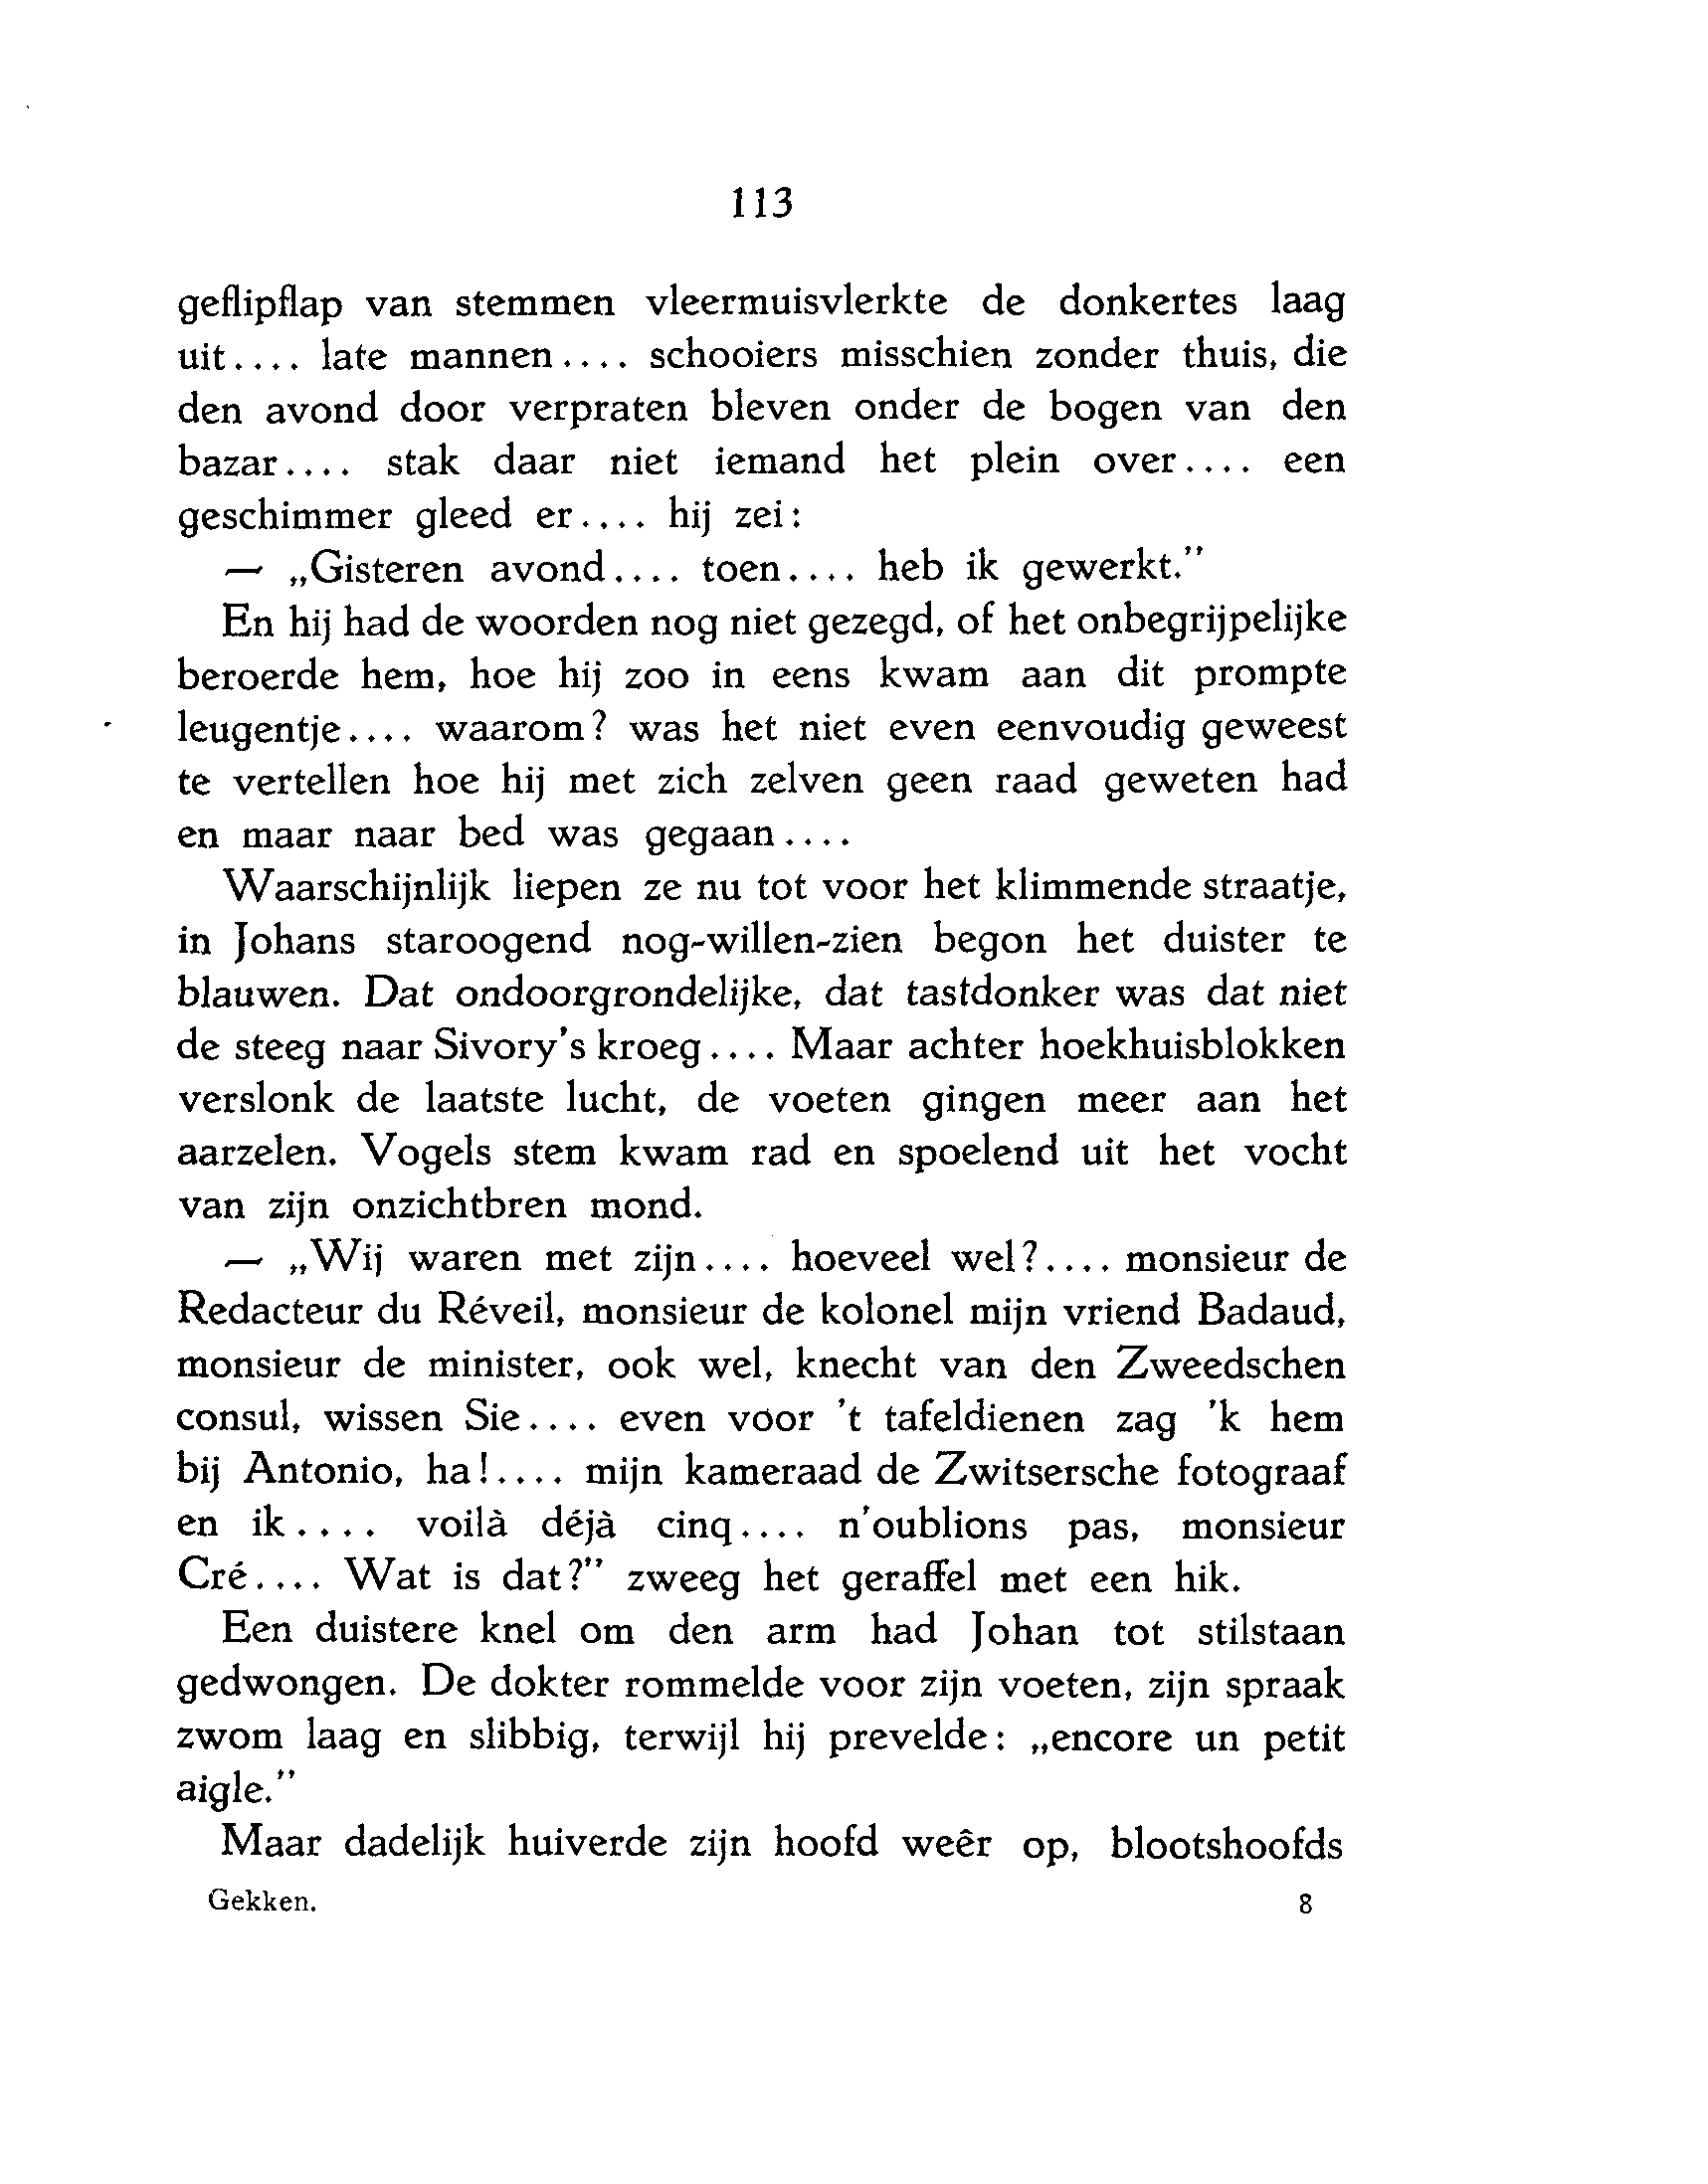 113
geflipflap van stemmen vleermuisvlerkte de donkertes laag
uit.... late mannen.... schooiers misschien zonder thuis, die
den avond door verpraten bleven onder de bogen van den
bazar.... stak daar niet iemand het plein over.... een
geschimmer gleed er.... hij zei:
— „Gisteren avond.... toen.... heb ik gewerkt.”
En hij had de woorden nog niet gezegd, of het onbegrijpelijke
beroerde hem, hoe hij zoo in eens kwam aan dit prompte
leugentje.... waarom? was het niet even eenvoudig geweest
te vertellen hoe hij met zich zelven geen raad geweten had
en maar naar bed was gegaan....
Waarschijnlijk liepen ze nu tot voor het klimmende straatje,
in Johans staroogend nog-willen-zien begon het duister te
blauwen. Dat ondoorgrondelijke, dat tastdonker was dat niet
de steeg naar Sivory's kroeg.... Maar achter hoekhuisblokken
verslonk de laatste lucht, de voeten gingen meer aan het
aarzelen. Vogels stem kwam rad en spoelend uit het vocht
van zijn onzichtbren mond.
— „Wij waren met zijn.... hoeveel wel?.... monsieur de
Redacteur du Réveil, monsieur de kolonel mijn vriend Badaud,
monsieur de minister, ook wel, knecht van den Zweedschen
consul, wissen Sie.... even voor 't tafeldienen zag 'k hem
bij Antonio, ha!.... mijn kameraad de Zwitsersche fotograaf
en ik.... voilà déjà cinq.... n'oublions pas, monsieur
Cré.... Wat is dat?” zweeg het geraffel met een hik.
Een duistere knel om den arm had Johan tot stilstaan
gedwongen. De dokter rommelde voor zijn voeten, zijn spraak
zwom laag en slibbig, terwijl hij prevelde: „encore un petit
aigle.”
Maar dadelijk huiverde zijn hoofd weêr op, blootshoofds
Gekken. 8